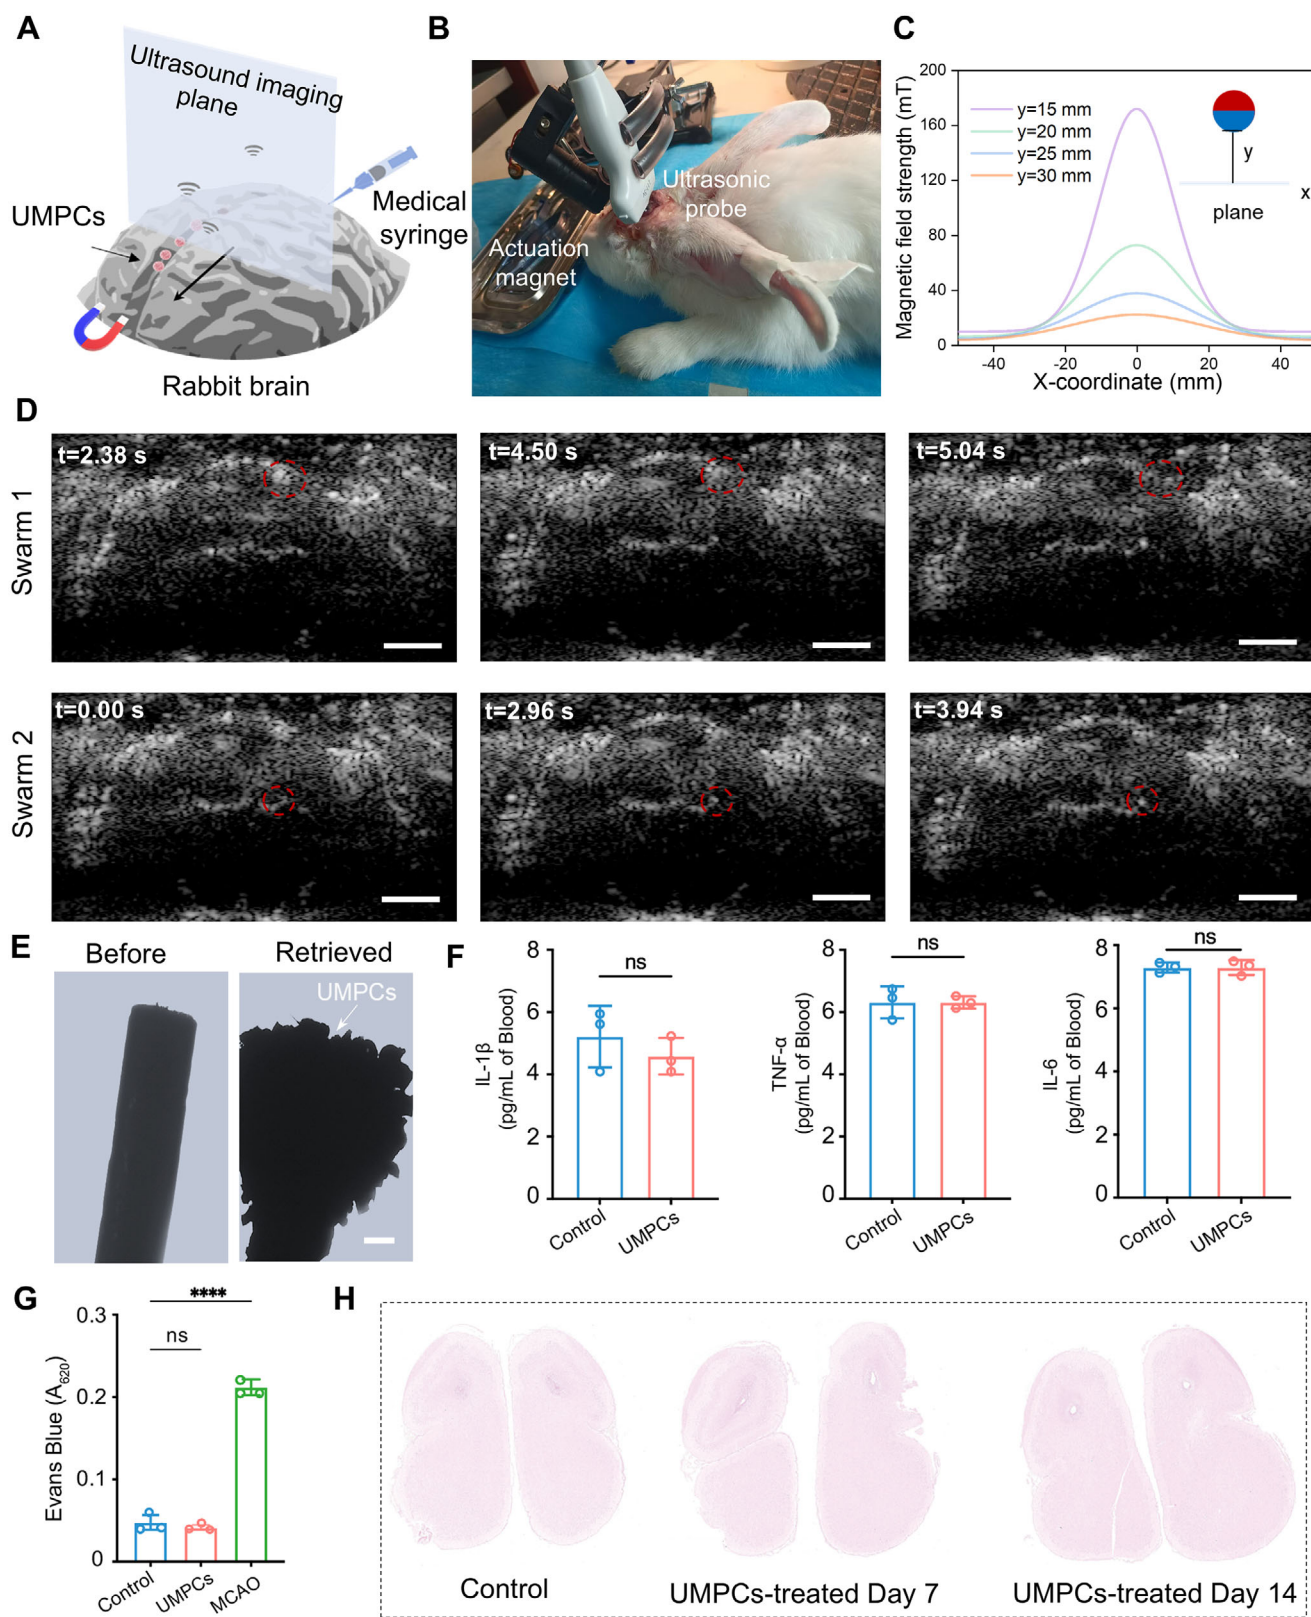 A
Ultrasound imaging
plane
UMPCs
Medical
syringe
Rabbit brain
B
Ultrasonic
probe
Actuation
magnet
C
Magnetic field strength (mT)
200
160
120
80
40
0
y=15 mm
y=20 mm
y=25 mm
y=30 mm
y
x
plane
-40
-20
0
20
40
X-coordinate (mm)
D
Swarm 1
t=2.38 s
t=4.50 s
t=5.04 s
Swarm 2
t=0.00 s
t=2.96 s
t=3.94 s
E
Before
Retrieved
UMPCs
F
IL-1β
(pg/mL of Blood)
8
6
4
2
0
ns
Control
UMPCs
TNF-α
(pg/mL of Blood)
8
6
4
2
0
ns
Control
UMPCs
IL-6
(pg/mL of Blood)
8
6
4
2
0
ns
Control
UMPCs
G
Evans Blue (A620)
0.3
0.2
0.1
0
****
ns
Control
UMPCs
MCAO
H
Control
UMPCs-treated Day 7
UMPCs-treated Day 14